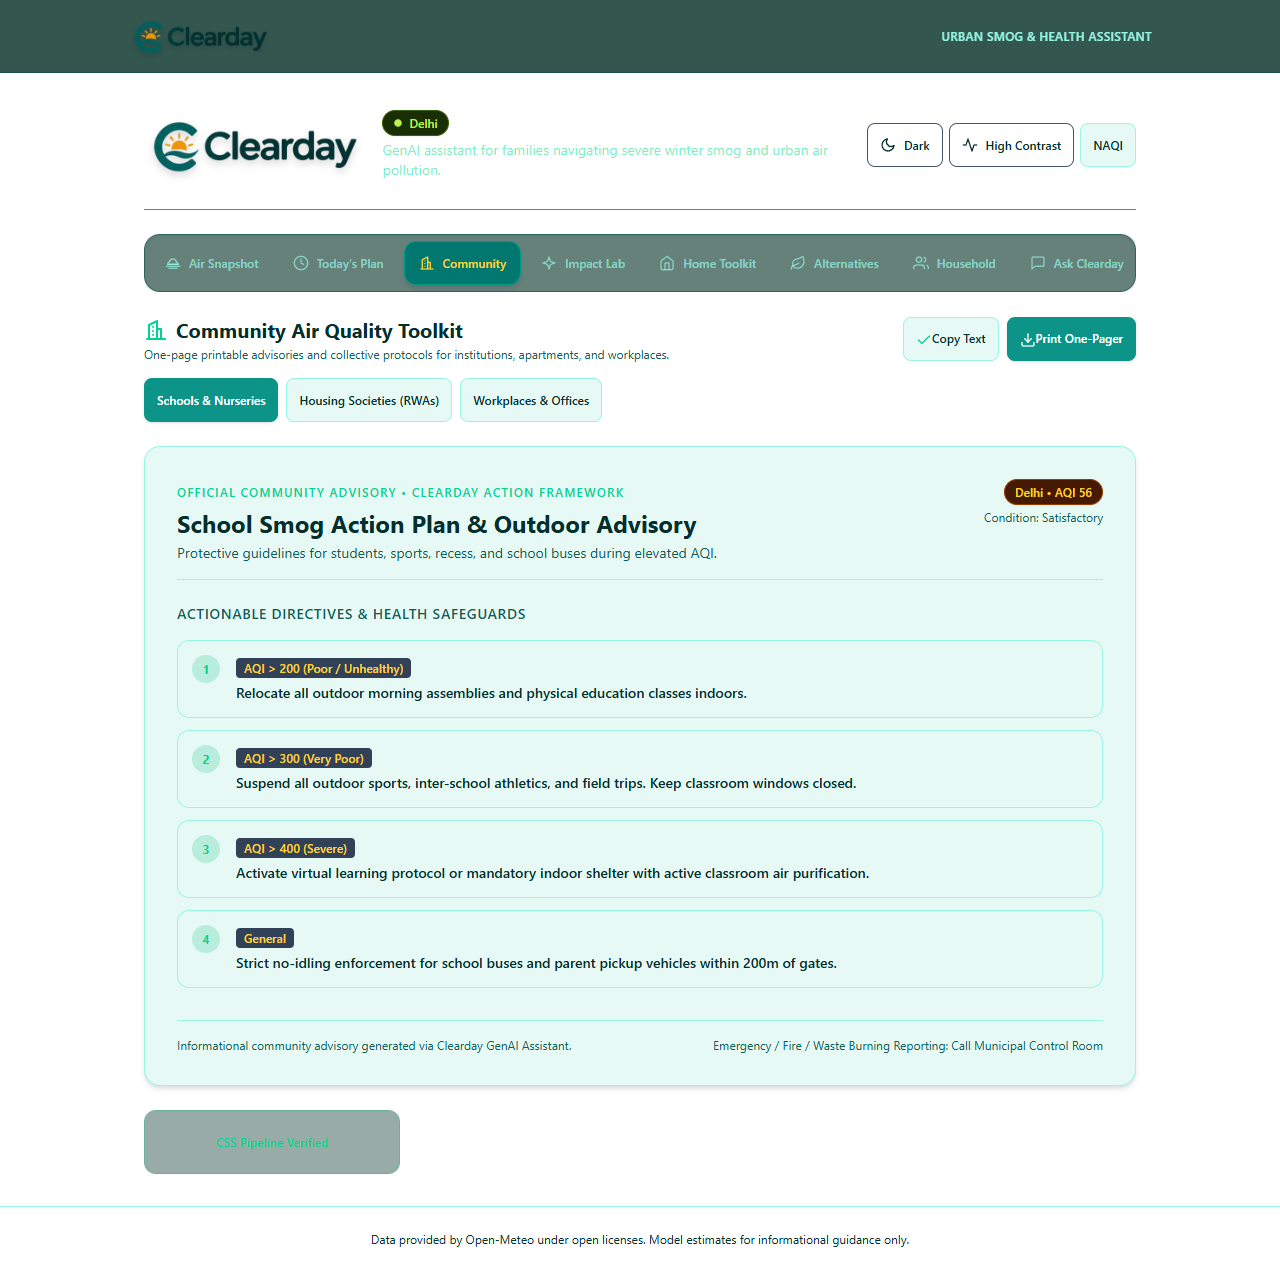 Clearday
URBAN SMOG & HEALTH ASSISTANT
Clearday
Delhi
GenAI assistant for families navigating severe winter smog and urban air
pollution.
Dark
High Contrast
NAQI
Air Snapshot
Today's Plan
Community
Impact Lab
Home Toolkit
Alternatives
Household
Ask Clearday
Community Air Quality Toolkit
One-page printable advisories and collective protocols for institutions, apartments, and workplaces.
Copy Text
Print One-Pager
Schools & Nurseries
Housing Societies (RWAs)
Workplaces & Offices
OFFICIAL COMMUNITY ADVISORY • CLEARDAY ACTION FRAMEWORK
Delhi • AQI 56
School Smog Action Plan & Outdoor Advisory
Condition: Satisfactory
Protective guidelines for students, sports, recess, and school buses during elevated AQI.
ACTIONABLE DIRECTIVES & HEALTH SAFEGUARDS
1
AQI > 200 (Poor / Unhealthy)
Relocate all outdoor morning assemblies and physical education classes indoors.
2
AQI > 300 (Very Poor)
Suspend all outdoor sports, inter-school athletics, and field trips. Keep classroom windows closed.
3
AQI > 400 (Severe)
Activate virtual learning protocol or mandatory indoor shelter with active classroom air purification.
4
General
Strict no-idling enforcement for school buses and parent pickup vehicles within 200m of gates.
Informational community advisory generated via Clearday GenAI Assistant.
Emergency / Fire / Waste Burning Reporting: Call Municipal Control Room
CSS Pipeline Verified
Data provided by Open-Meteo under open licenses. Model estimates for informational guidance only.